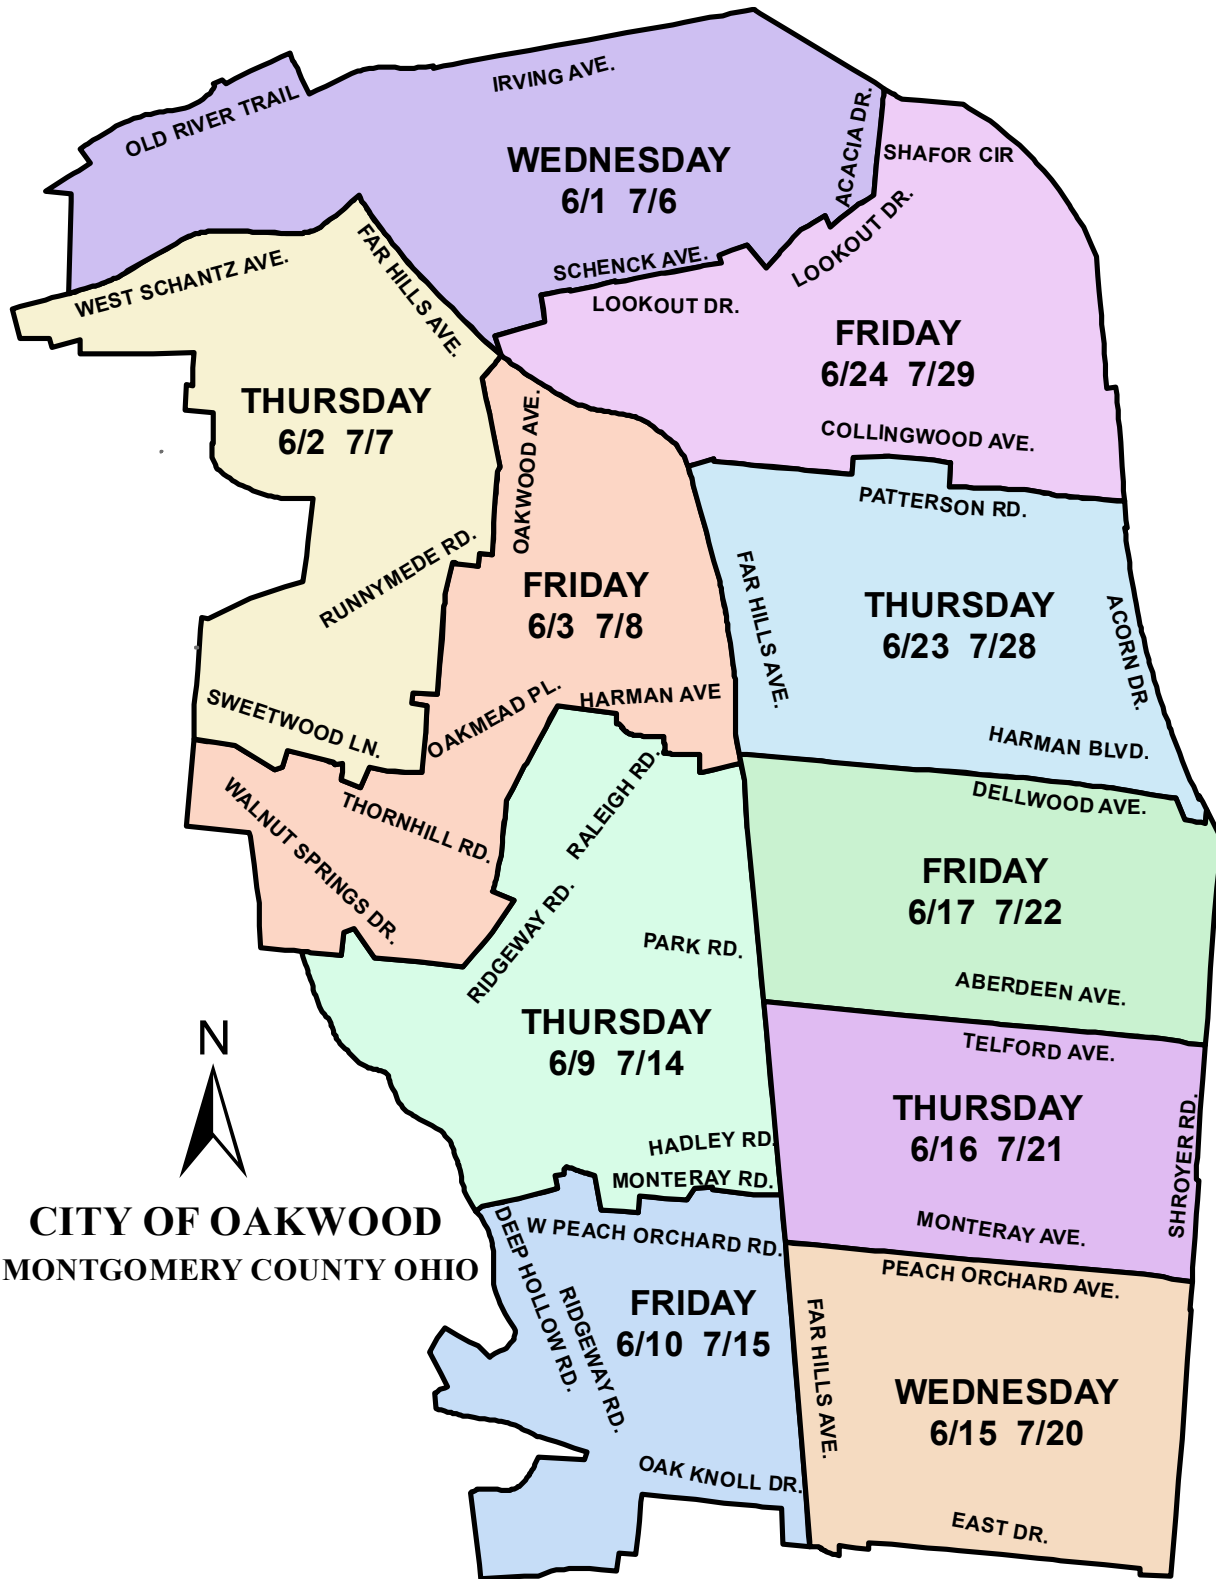 IRVING AVE.
OLD RIVER TRAIL
ACACIA DR.
SHAFOR CIR
WEDNESDAY
6/1 7/6
LOOKOUT DR.
SCHENCK AVE.
WEST SCHANTZ AVE.
FAR HILLS AVE.
LOOKOUT DR.
FRIDAY
6/24 7/29
COLLINGWOOD AVE.
THURSDAY
6/2 7/7
OAKWOOD AVE.
PATTERSON RD.
RUNNYMEDE RD.
FRIDAY
6/3 7/8
FAR HILLS AVE.
THURSDAY
6/23 7/28
ACORN DR.
SWEETWOOD LN.
OAKMEAD PL.
HARMAN AVE
HARMAN BLVD.
DELLWOOD AVE.
WALNUT SPRINGS DR.
THORNHILL RD.
RALEIGH RD.
FRIDAY
6/17 7/22
RIDGEWAY RD.
PARK RD.
ABERDEEN AVE.
THURSDAY
6/9 7/14
TELFORD AVE.
N
THURSDAY
6/16 7/21
SHROYER RD.
HADLEY RD.
MONTERAY RD.
MONTERAY AVE.
CITY OF OAKWOOD
MONTGOMERY COUNTY OHIO
W PEACH ORCHARD RD.
DEEP HOLLOW RD.
RIDGEWAY RD.
PEACH ORCHARD AVE.
FRIDAY
6/10 7/15
FAR HILLS AVE.
WEDNESDAY
6/15 7/20
OAK KNOLL DR.
EAST DR.